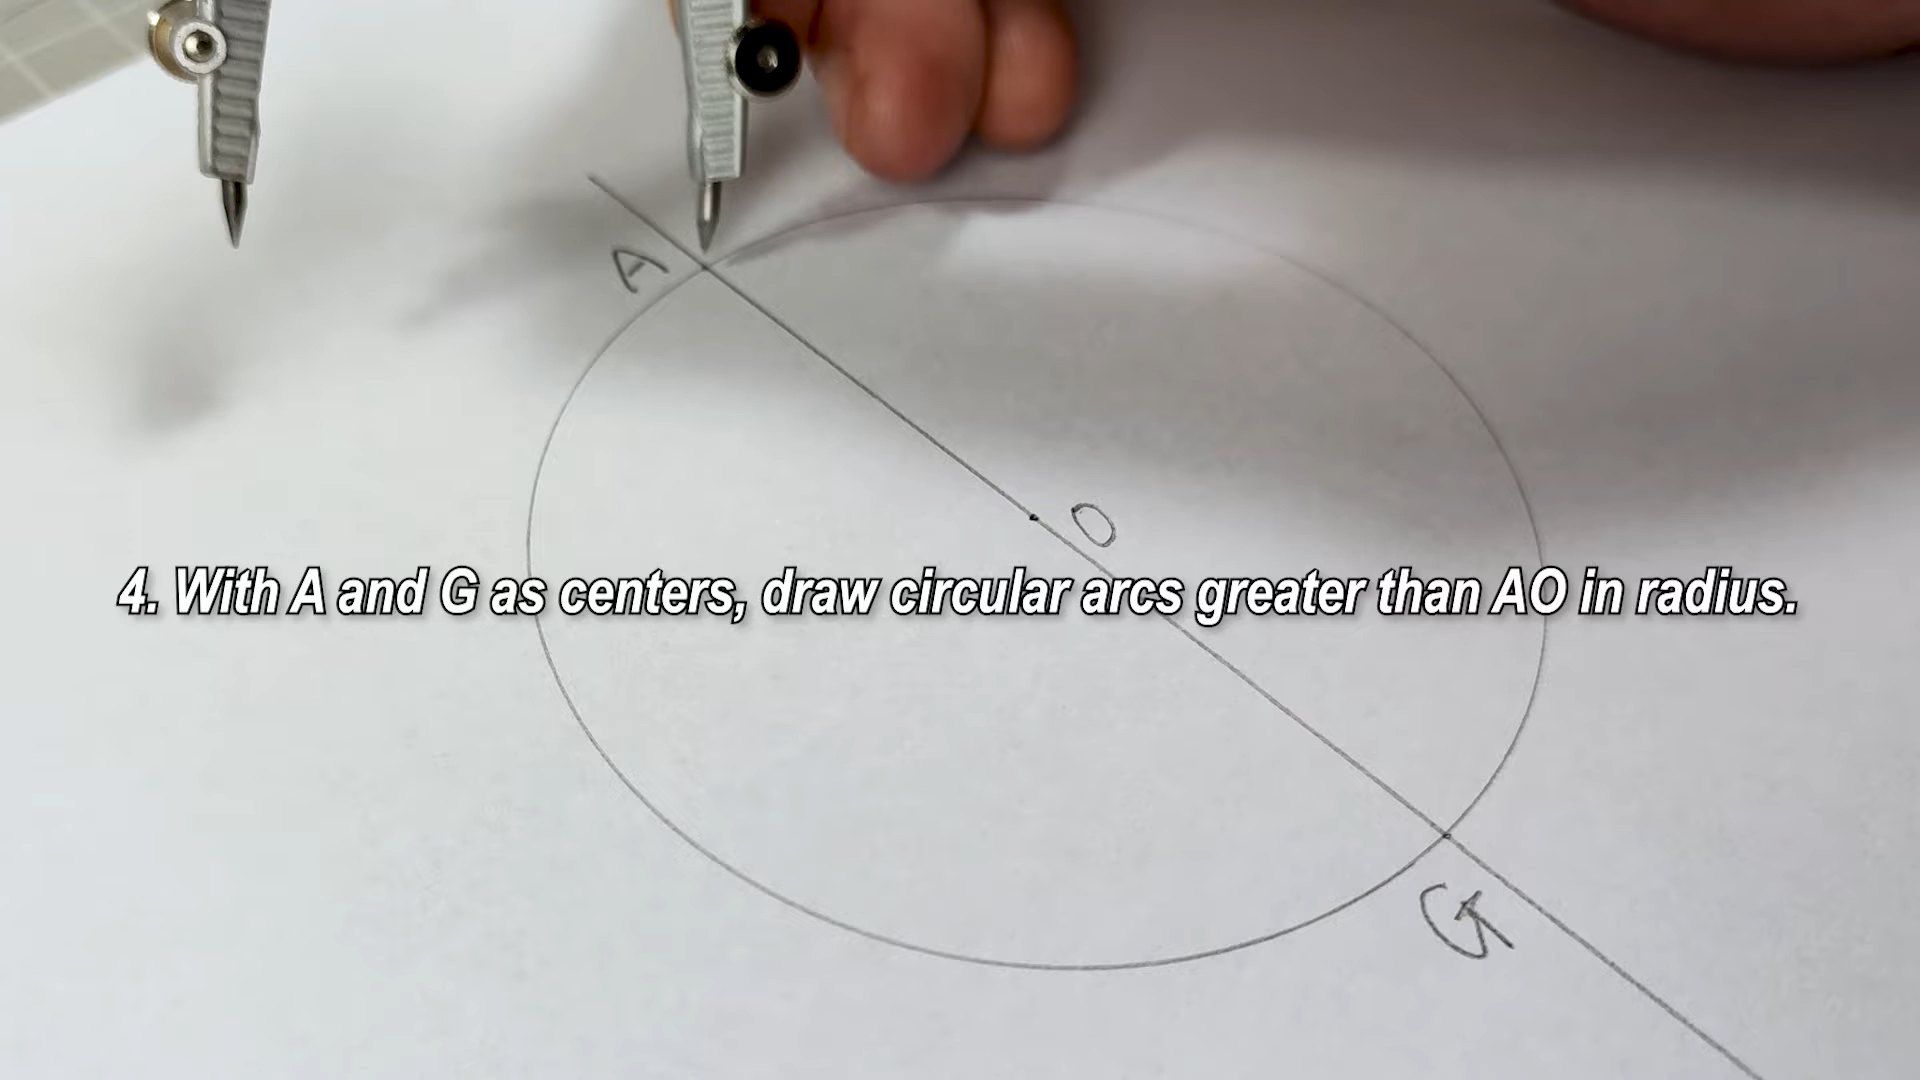 A
O
4. With A and G as centers, draw circular arcs greater than AO in radius.
G